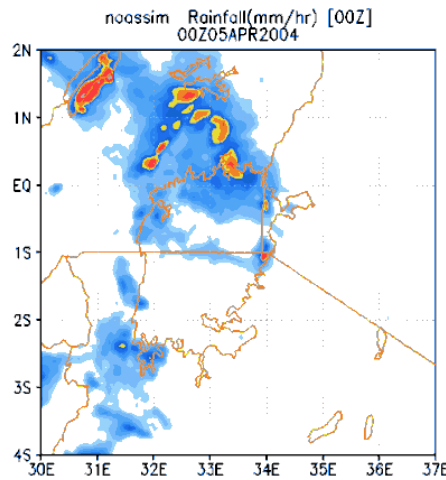 noassim Rainfall(mm/hr) [00Z]
00Z05APR2004
2N
1N
EQ
1S
2S
3S
4S
30E 31E 32E 33E 34E 35E 36E 37E